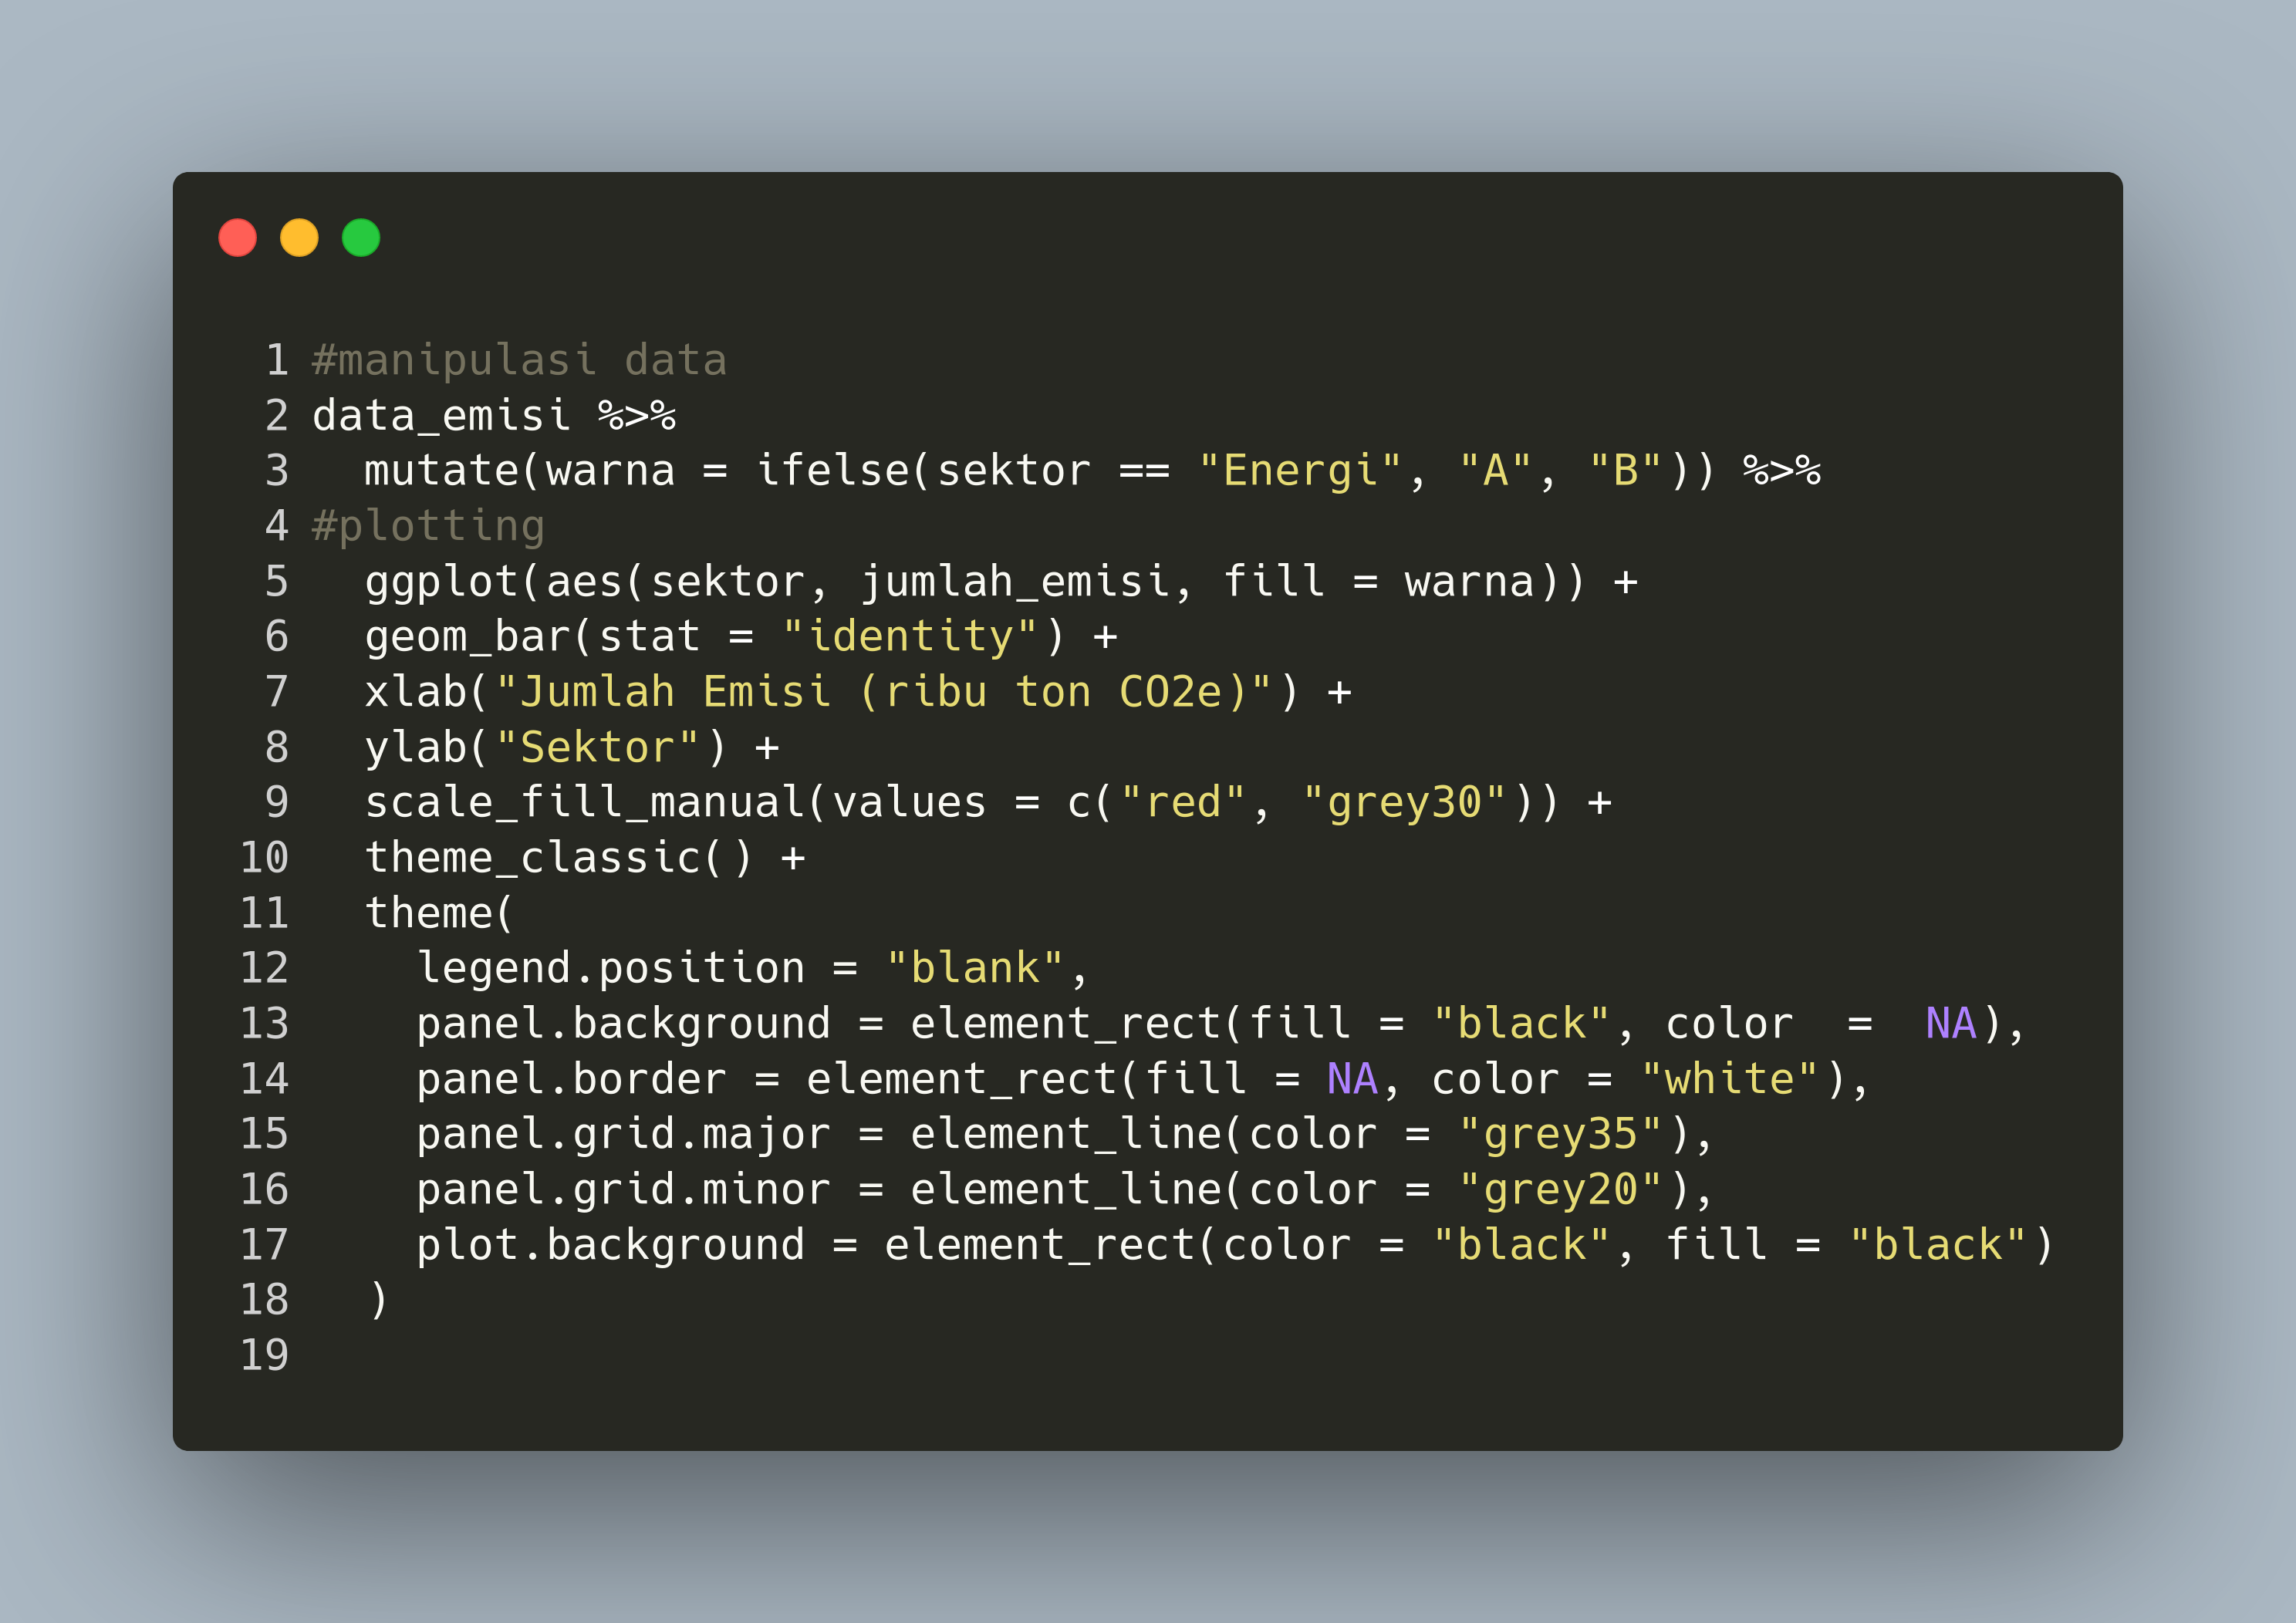 1 #manipulasi data
2 data_emisi %>%
3   mutate(warna = ifelse(sektor == "Energi", "A", "B")) %>%
4 #plotting
5   ggplot(aes(sektor, jumlah_emisi, fill = warna)) +
6   geom_bar(stat = "identity") +
7   xlab("Jumlah Emisi (ribu ton CO2e)") +
8   ylab("Sektor") +
9   scale_fill_manual(values = c("red", "grey30")) +
10   theme_classic() +
11   theme(
12     legend.position = "blank",
13     panel.background = element_rect(fill = "black", color  =  NA),
14     panel.border = element_rect(fill = NA, color = "white"),
15     panel.grid.major = element_line(color = "grey35"),
16     panel.grid.minor = element_line(color = "grey20"),
17     plot.background = element_rect(color = "black", fill = "black")
18   )
19